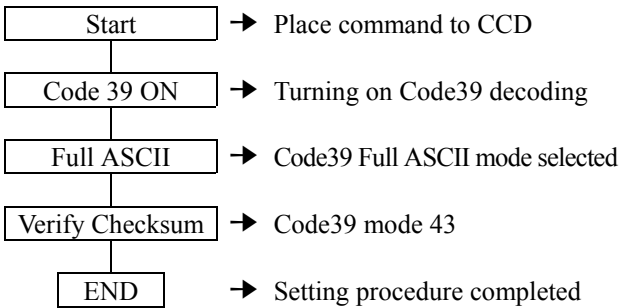 Start → Place command to CCD
Code 39 ON → Turning on Code39 decoding
Full ASCII → Code39 Full ASCII mode selected
Verify Checksum → Code39 mode 43
END → Setting procedure completed